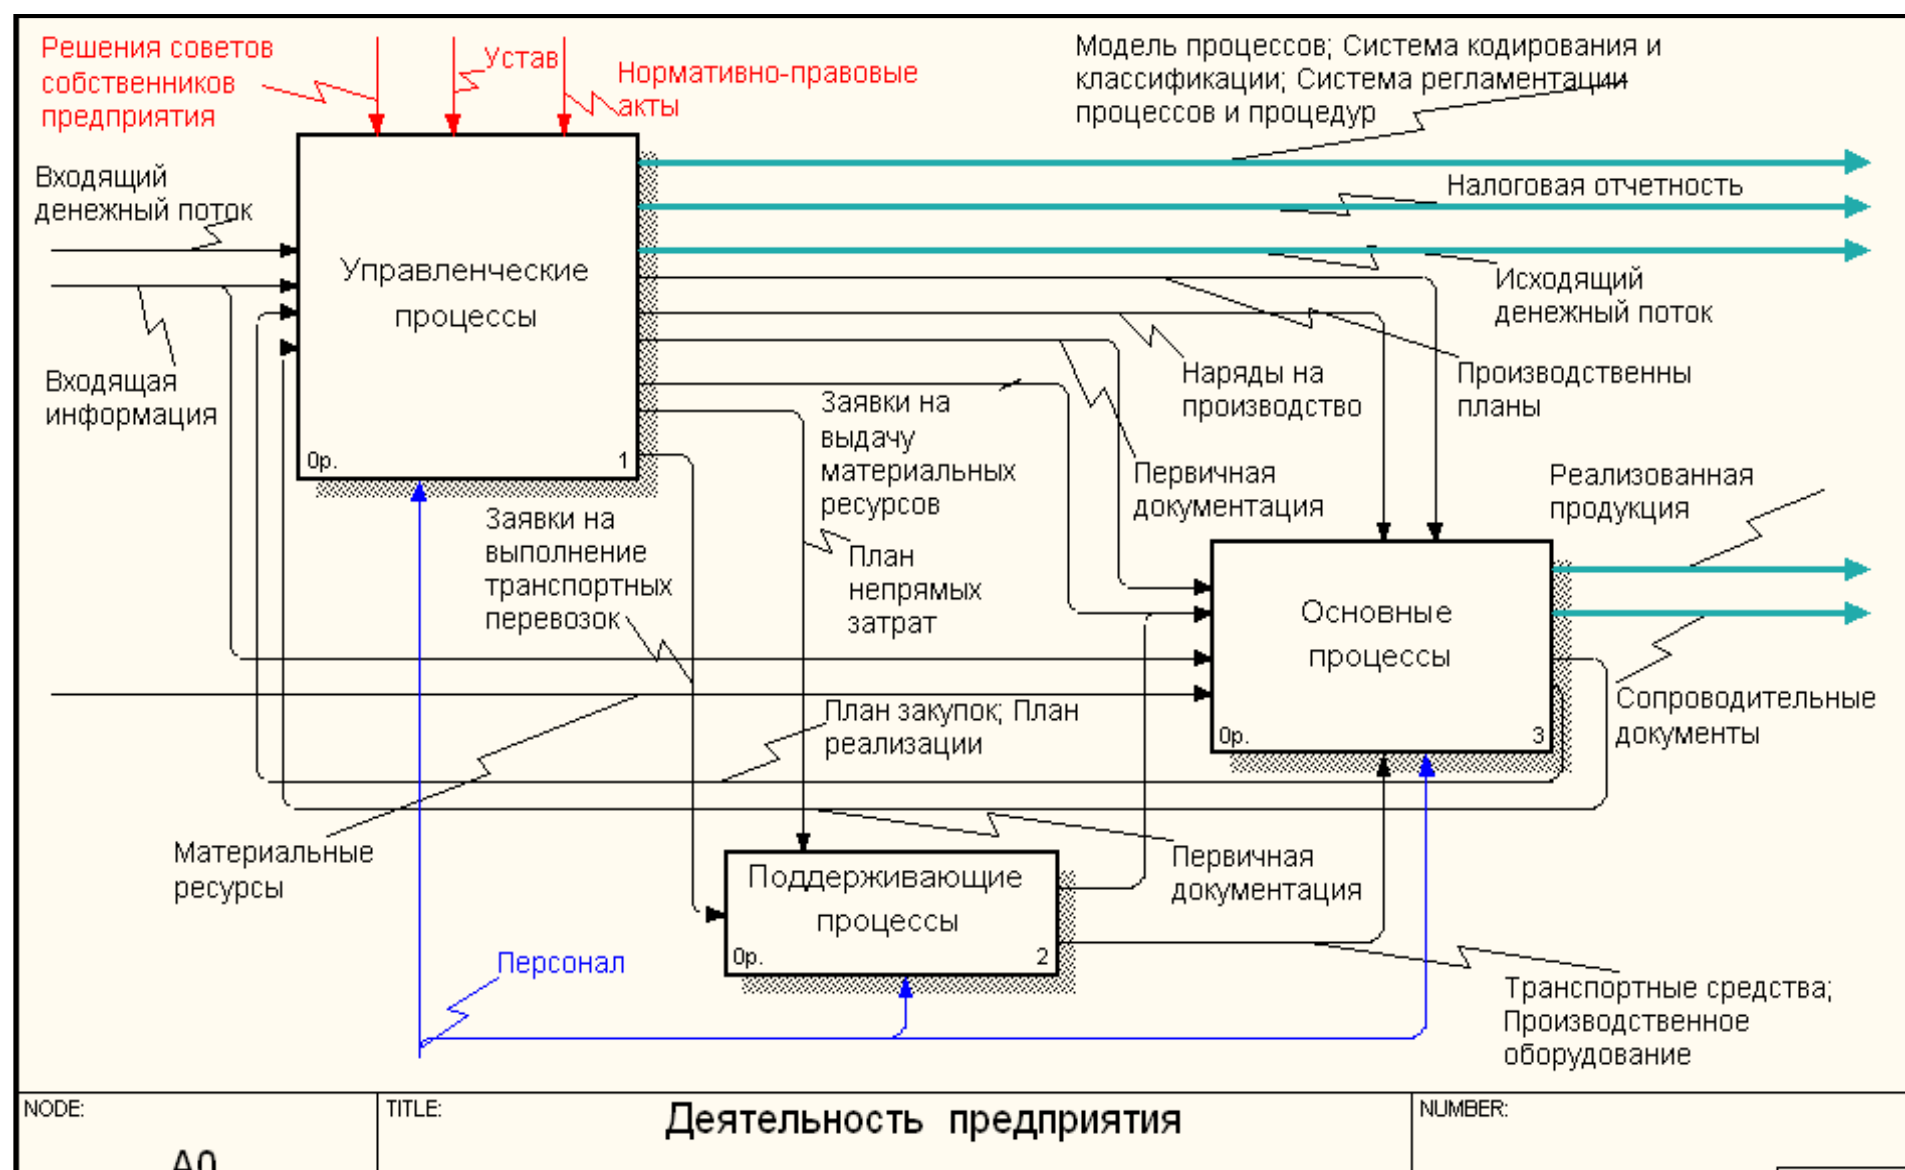 Решения советов
собственников
предприятия
Устав
Нормативно-правовые
акты
Модель процессов; Система кодирования и
классификации; Система регламентации
процессов и процедур
Входящий
денежный поток
Налоговая отчетность
Управленческие
процессы
0р.
1
Исходящий
денежный поток
Входящая
информация
Наряды на
производство
Производственны
планы
Заявки на
выдачу
материальных
ресурсов
Первичная
документация
Реализованная
продукция
Заявки на
выполнение
транспортных
перевозок
План
непрямых
затрат
Основные
процессы
0р.
3
План закупок; План
реализации
Сопроводительные
документы
Материальные
ресурсы
Поддерживающие
процессы
0р.
2
Первичная
документация
Персонал
Транспортные средства;
Производственное
оборудование
NODE:
A0
TITLE:
Деятельность предприятия
NUMBER: